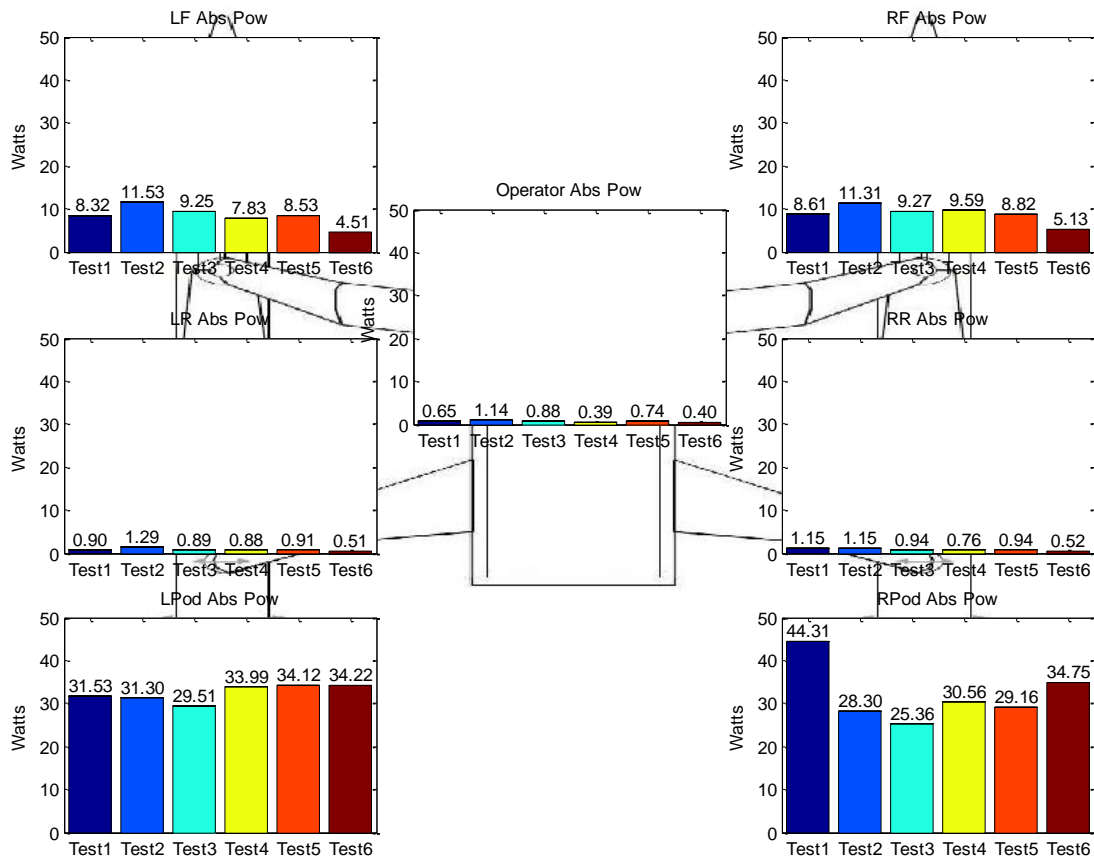 LF Abs Pow
50
40
30
20
10
0
Watts
8.32 11.53 9.25 7.83 8.53 4.51
Test1 Test2 Test3 Test4 Test5 Test6
RF Abs Pow
50
40
30
20
10
0
Watts
8.61 11.31 9.27 9.59 8.82 5.13
Test1 Test2 Test3 Test4 Test5 Test6
Operator Abs Pow
50
40
30
20
10
0
Watts
0.65 1.14 0.88 0.39 0.74 0.40
Test1 Test2 Test3 Test4 Test5 Test6
LR Abs Pow
50
40
30
20
10
0
Watts
0.90 1.29 0.89 0.88 0.91 0.51
Test1 Test2 Test3 Test4 Test5 Test6
RR Abs Pow
50
40
30
20
10
0
Watts
1.15 1.15 0.94 0.76 0.94 0.52
Test1 Test2 Test3 Test4 Test5 Test6
LPod Abs Pow
50
40
30
20
10
0
Watts
31.53 31.30 29.51 33.99 34.12 34.22
Test1 Test2 Test3 Test4 Test5 Test6
RPod Abs Pow
50
40
30
20
10
0
Watts
44.31 28.30 25.36 30.56 29.16 34.75
Test1 Test2 Test3 Test4 Test5 Test6